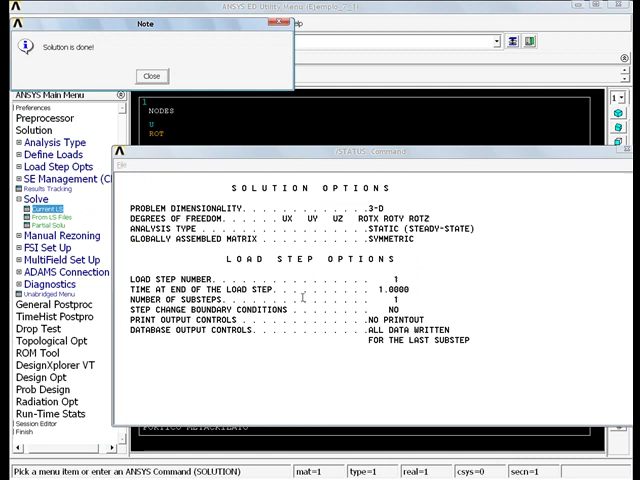 ANSYS ED Utility Menu (Ejemplo_7_1)
Note
Solution is done!
Close
ANSYS Main Menu
Preferences
Preprocessor
Solution
Analysis Type
Define Loads
Load Step Opts
SE Management (C
Results Tracking
Solve
Current LS
From LS Files
Partial Solu
Manual Rezoning
FSI Set Up
MultiField Set Up
ADAMS Connection
Diagnostics
Unabridged Menu
General Postproc
TimeHist Postpro
Drop Test
Topological Opt
ROM Tool
DesignXplorer VT
Design Opt
Prob Design
Radiation Opt
Run-Time Stats
Session Editor
Finish
1
NODES
U
ROT
1
/STATUS Command
File
SOLUTION OPTIONS
PROBLEM DIMENSIONALITY. . . . . . . . . . . . .3-D
DEGREES OF FREEDOM. . . . . . UX UY UZ ROTX ROTY ROTZ
ANALYSIS TYPE . . . . . . . . . . . . . . . . .STATIC (STEADY-STATE)
GLOBALLY ASSEMBLED MATRIX . . . . . . . . . . .SYMMETRIC
LOAD STEP OPTIONS
LOAD STEP NUMBER. . . . . . . . . . . . . . . . 1
TIME AT END OF THE LOAD STEP. . . . . . . . . . 1.0000
NUMBER OF SUBSTEPS. . . . . . . . . . . . . . . 1
STEP CHANGE BOUNDARY CONDITIONS . . . . . . . . NO
PRINT OUTPUT CONTROLS . . . . . . . . . . . . .NO PRINTOUT
DATABASE OUTPUT CONTROLS. . . . . . . . . . . .ALL DATA WRITTEN
FOR THE LAST SUBSTEP
PORTICO METACRILATO
Pick a menu item or enter an ANSYS Command (SOLUTION)
mat=1
type=1
real=1
csys=0
secn=1